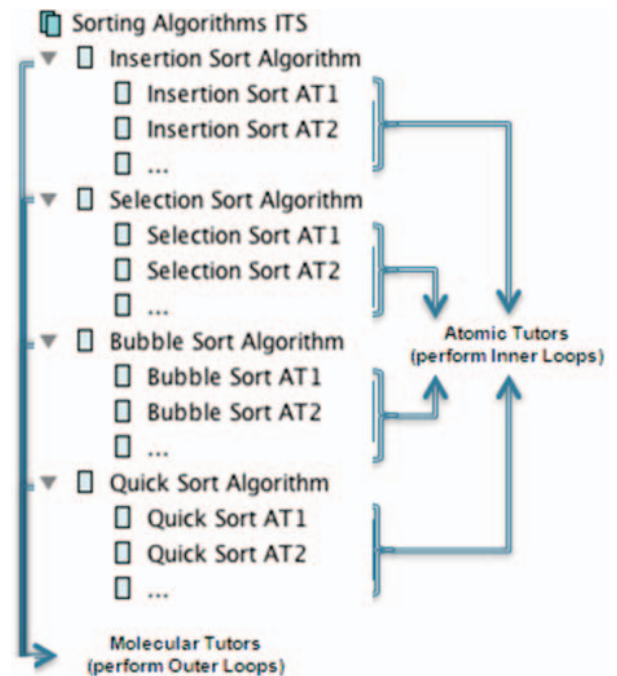 Sorting Algorithms ITS
Insertion Sort Algorithm
Insertion Sort AT1
Insertion Sort AT2
...
Selection Sort Algorithm
Selection Sort AT1
Selection Sort AT2
...
Bubble Sort Algorithm
Bubble Sort AT1
Bubble Sort AT2
...
Quick Sort Algorithm
Quick Sort AT1
Quick Sort AT2
...
Atomic Tutors
(perform Inner Loops)
Molecular Tutors
(perform Outer Loops)